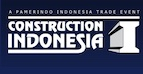 A PAMERINDO INDONESIA TRADE EVENT
CONSTRUCTION
INDONESIA